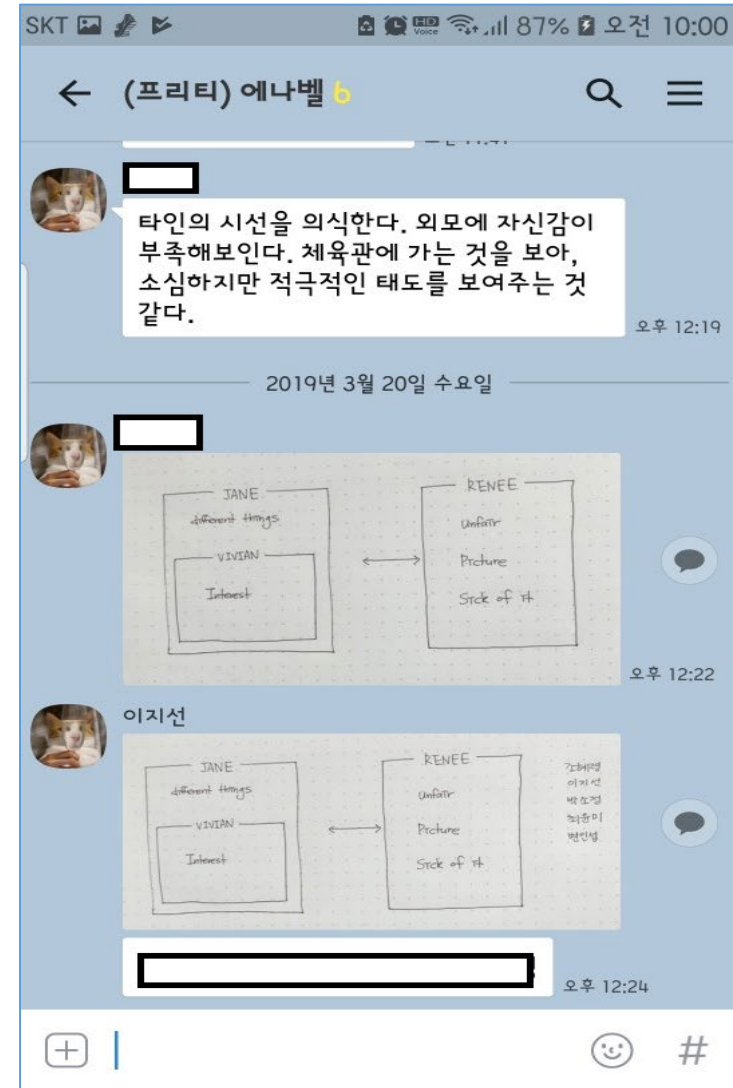 SKT HD Voice 87% 오전 10:00
(프리티) 에나벨 6
타인의 시선을 의식한다. 외모에 자신감이
부족해보인다. 체육관에 가는 것을 보아,
소심하지만 적극적인 태도를 보여주는 것
같다.
오후 12:19
2019년 3월 20일 수요일
JANE
different things
VIVIAN
Interest
RENEE
Unfair
Picture
Sick of it
오후 12:22
이지선
JANE
different things
VIVIAN
Interest
RENEE
Unfair
Picture
Sick of it
이지선
오후 12:24
#